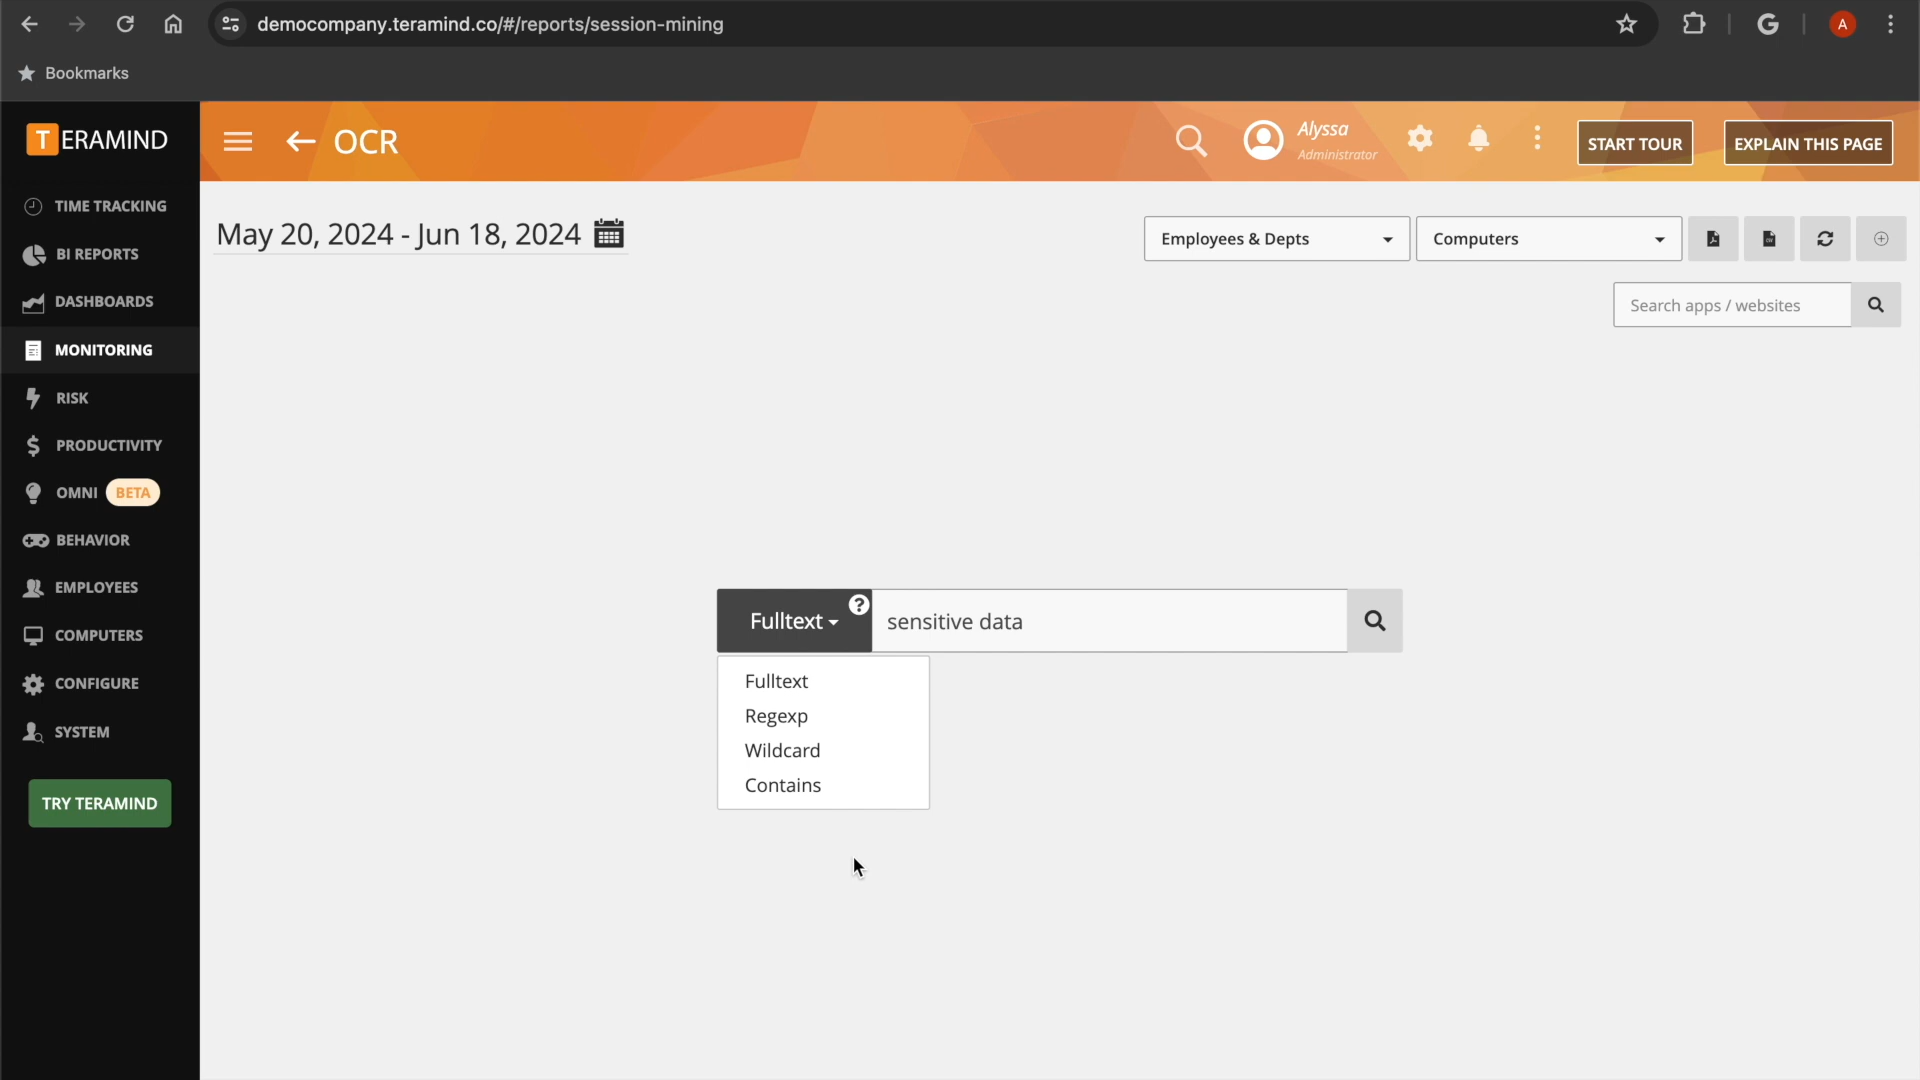 democompany.teramind.co/#/reports/session-mining
A
Bookmarks
TERAMIND
OCR
Alyssa
Administrator
START TOUR
EXPLAIN THIS PAGE
TIME TRACKING
BI REPORTS
DASHBOARDS
MONITORING
RISK
PRODUCTIVITY
OMNI BETA
BEHAVIOR
EMPLOYEES
COMPUTERS
CONFIGURE
SYSTEM
TRY TERAMIND
May 20, 2024 - Jun 18, 2024
Employees & Depts
Computers
Search apps / websites
Fulltext ?
sensitive data
Fulltext
Regexp
Wildcard
Contains